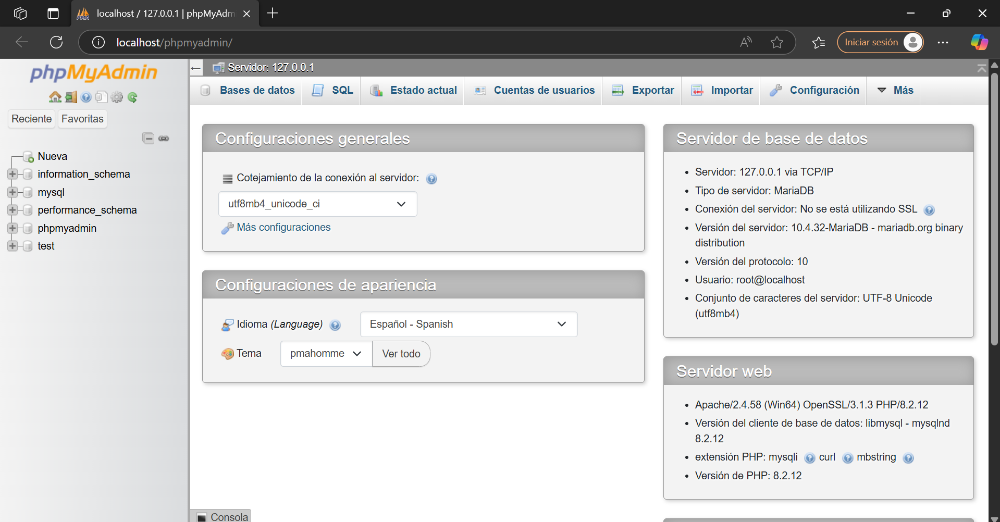 localhost / 127.0.0.1 | phpMyAdm
localhost/phpmyadmin/
Iniciar sesión
phpMyAdmin
Reciente
Favoritas
Nueva
information_schema
mysql
performance_schema
phpmyadmin
test
Servidor: 127.0.0.1
Bases de datos
SQL
Estado actual
Cuentas de usuarios
Exportar
Importar
Configuración
Más
Configuraciones generales
Cotejamiento de la conexión al servidor:
utf8mb4_unicode_ci
Más configuraciones
Configuraciones de apariencia
Idioma (Language)
Español - Spanish
Tema
pmahomme
Ver todo
Servidor de base de datos
Servidor: 127.0.0.1 via TCP/IP
Tipo de servidor: MariaDB
Conexión del servidor: No se está utilizando SSL
Versión del servidor: 10.4.32-MariaDB - mariadb.org binary
distribution
Versión del protocolo: 10
Usuario: root@localhost
Conjunto de caracteres del servidor: UTF-8 Unicode
(utf8mb4)
Servidor web
Apache/2.4.58 (Win64) OpenSSL/3.1.3 PHP/8.2.12
Versión del cliente de base de datos: libmysql - mysqlnd
8.2.12
extensión PHP: mysqli curl mbstring
Versión de PHP: 8.2.12
Consola